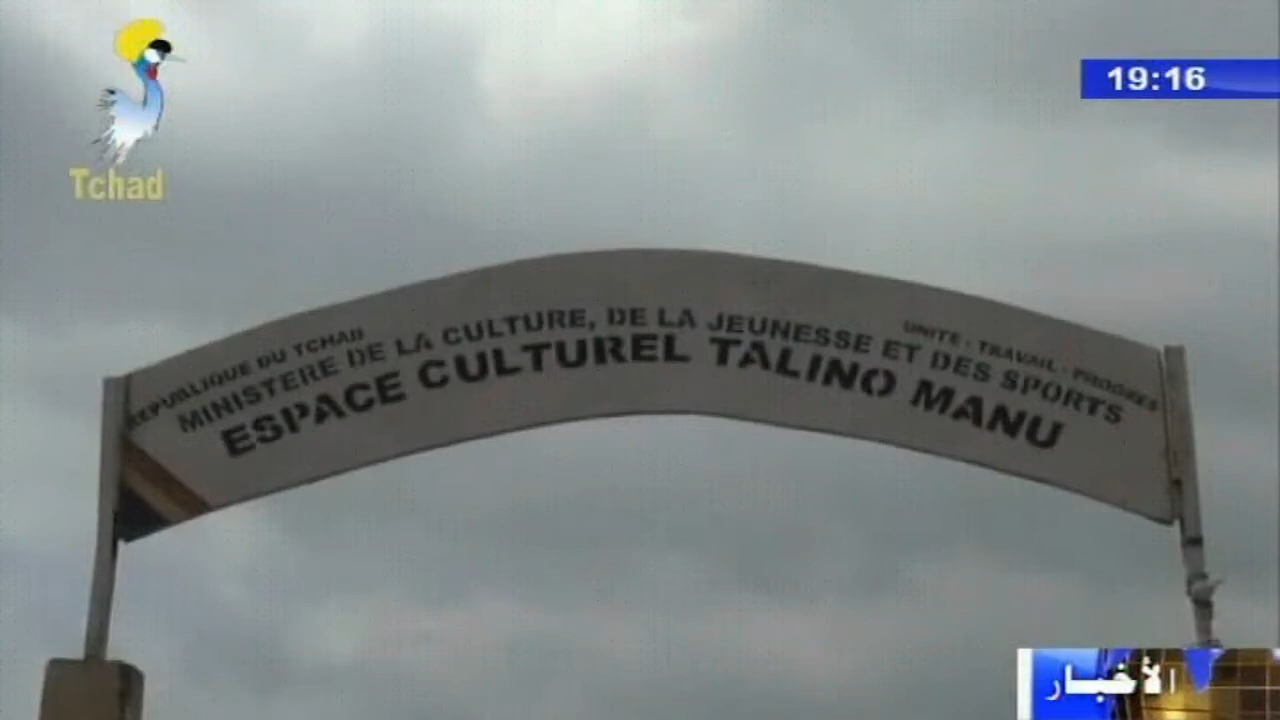 19:16
Tchad
REPUBLIQUE DU TCHAD
UNITE - TRAVAIL - PROGRES
MINISTERE DE LA CULTURE, DE LA JEUNESSE ET DES SPORTS
ESPACE CULTUREL TALINO MANU
الأخبار